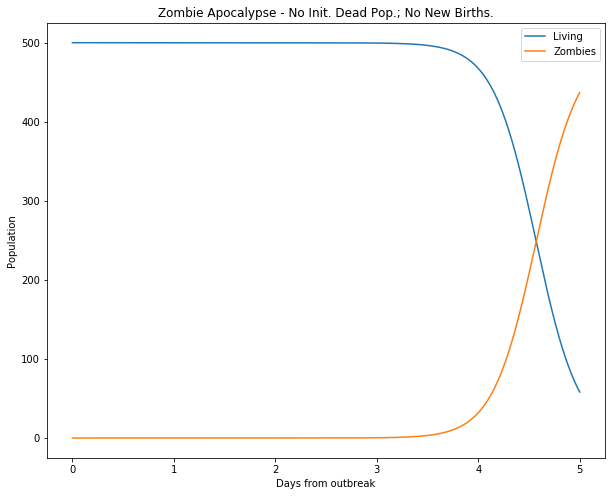 Zombie Apocalypse - No Init. Dead Pop.; No New Births.
Living
Zombies
500
400
300
200
100
0
Population
0 1 2 3 4 5
Days from outbreak